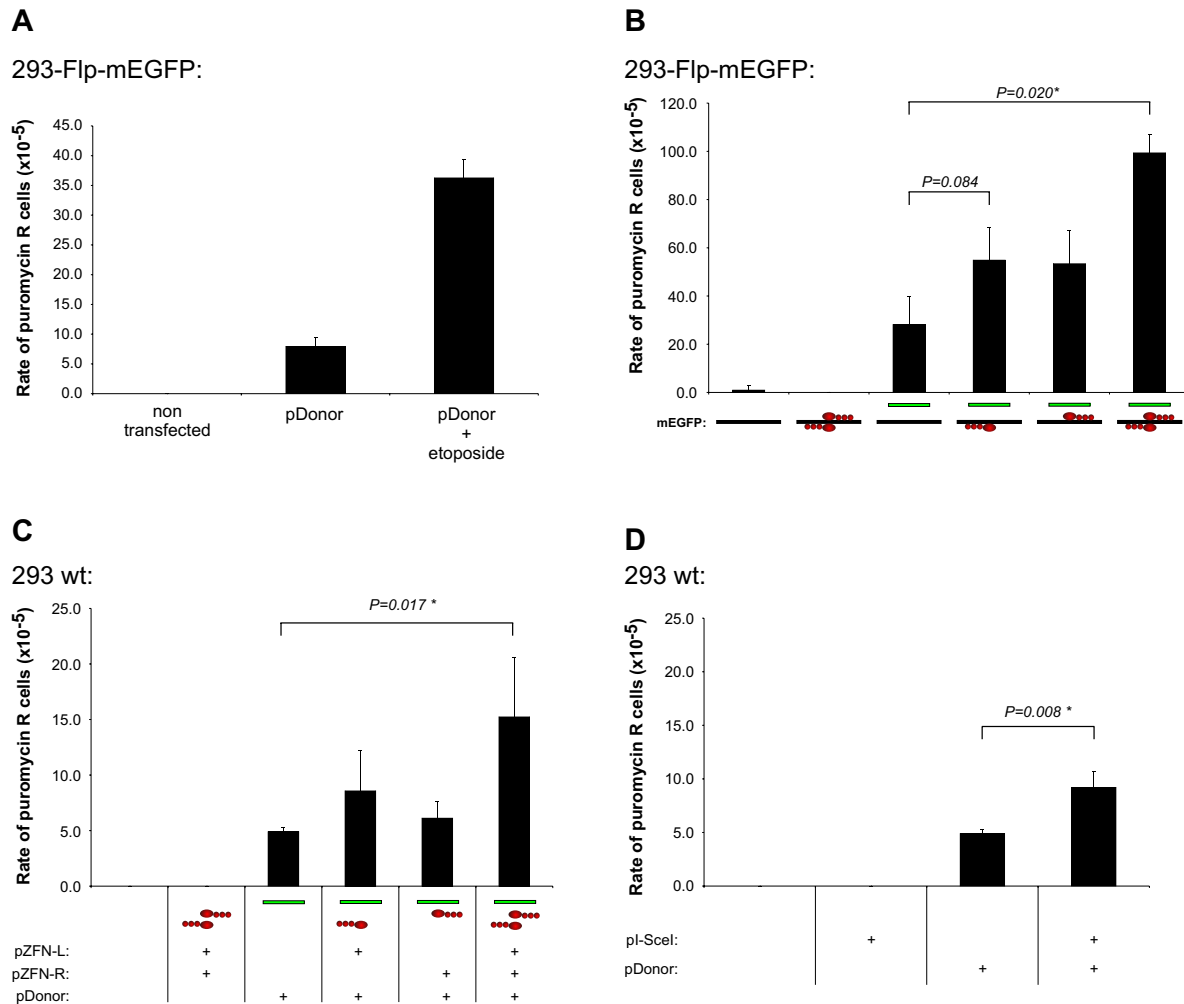 A
293-Flp-mEGFP:
Rate of puromycin R cells (x10-5)
45.0
40.0
35.0
30.0
25.0
20.0
15.0
10.0
5.0
0.0
non
transfected
pDonor
pDonor
+
etoposide
B
293-Flp-mEGFP:
Rate of puromycin R cells (x10-5)
120.0
100.0
80.0
60.0
40.0
20.0
0.0
P=0.020*
P=0.084
mEGFP:
C
293 wt:
Rate of puromycin R cells (x10-5)
25.0
20.0
15.0
10.0
5.0
0.0
P=0.017 *
pZFN-L: + + +
pZFN-R: + + +
pDonor: + + + +
D
293 wt:
Rate of puromycin R cells (x10-5)
25.0
20.0
15.0
10.0
5.0
0.0
P=0.008 *
pI-SceI: + +
pDonor: + +